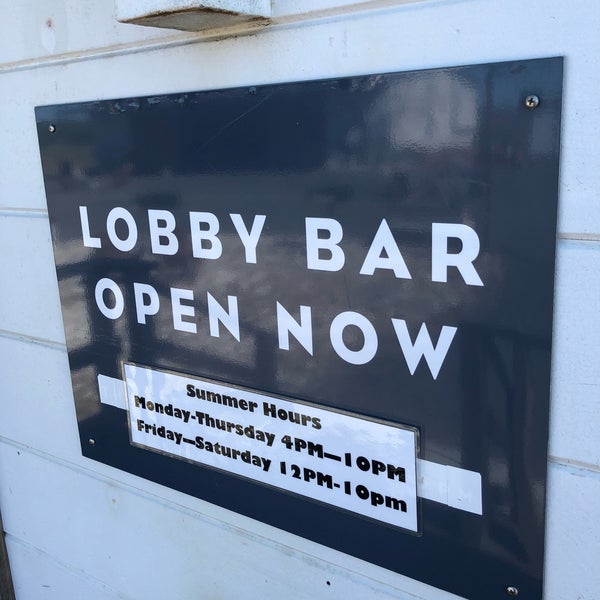 LOBBY BAR
OPEN NOW
Summer Hours
Monday-Thursday 4PM—10PM
Friday—Saturday 12PM-10pm